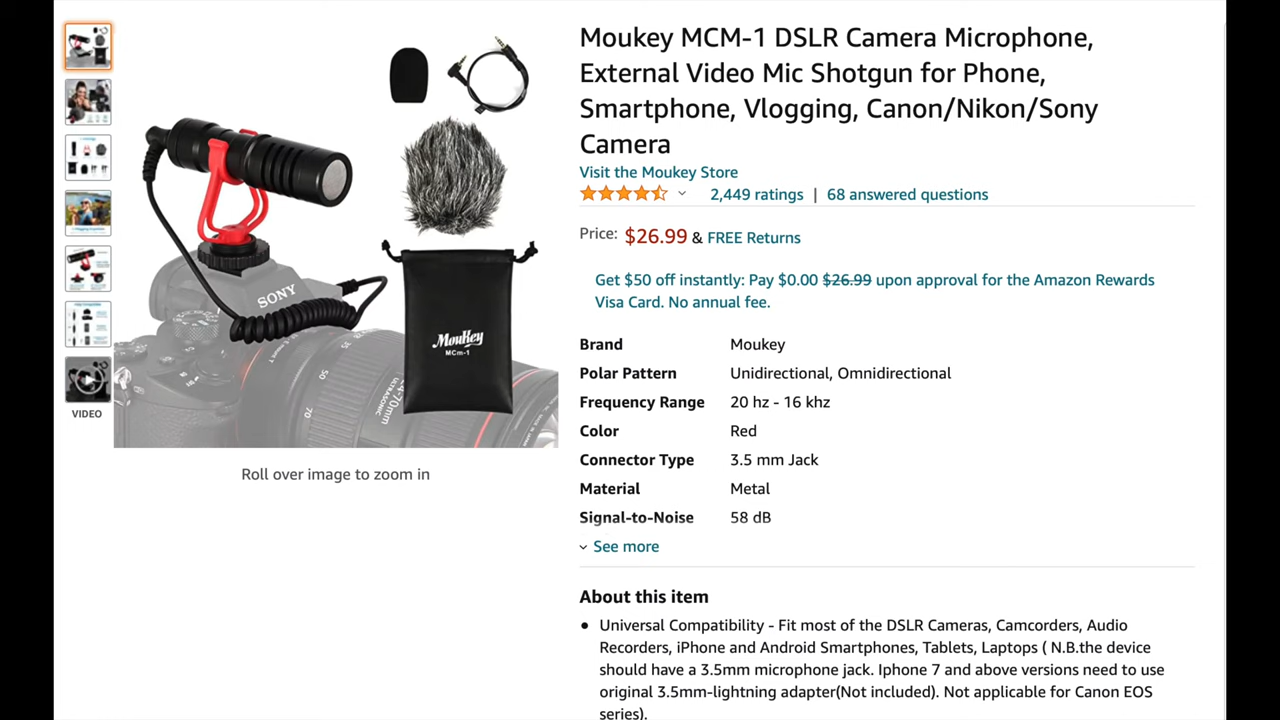 Moukey MCM-1 DSLR Camera Microphone,
External Video Mic Shotgun for Phone,
Smartphone, Vlogging, Canon/Nikon/Sony
Camera
Visit the Moukey Store
2,449 ratings | 68 answered questions
Price: $26.99 & FREE Returns
Get $50 off instantly: Pay $0.00 $26.99 upon approval for the Amazon Rewards
Visa Card. No annual fee.
Brand Moukey
Polar Pattern Unidirectional, Omnidirectional
Frequency Range 20 hz - 16 khz
Color Red
Connector Type 3.5 mm Jack
Material Metal
Signal-to-Noise 58 dB
See more
About this item
• Universal Compatibility - Fit most of the DSLR Cameras, Camcorders, Audio
Recorders, iPhone and Android Smartphones, Tablets, Laptops ( N.B.the device
should have a 3.5mm microphone jack. Iphone 7 and above versions need to use
original 3.5mm-lightning adapter(Not included). Not applicable for Canon EOS
series).
SONY
MouKey
MCm-1
50
70
ULTRASONIC
VIDEO
Roll over image to zoom in